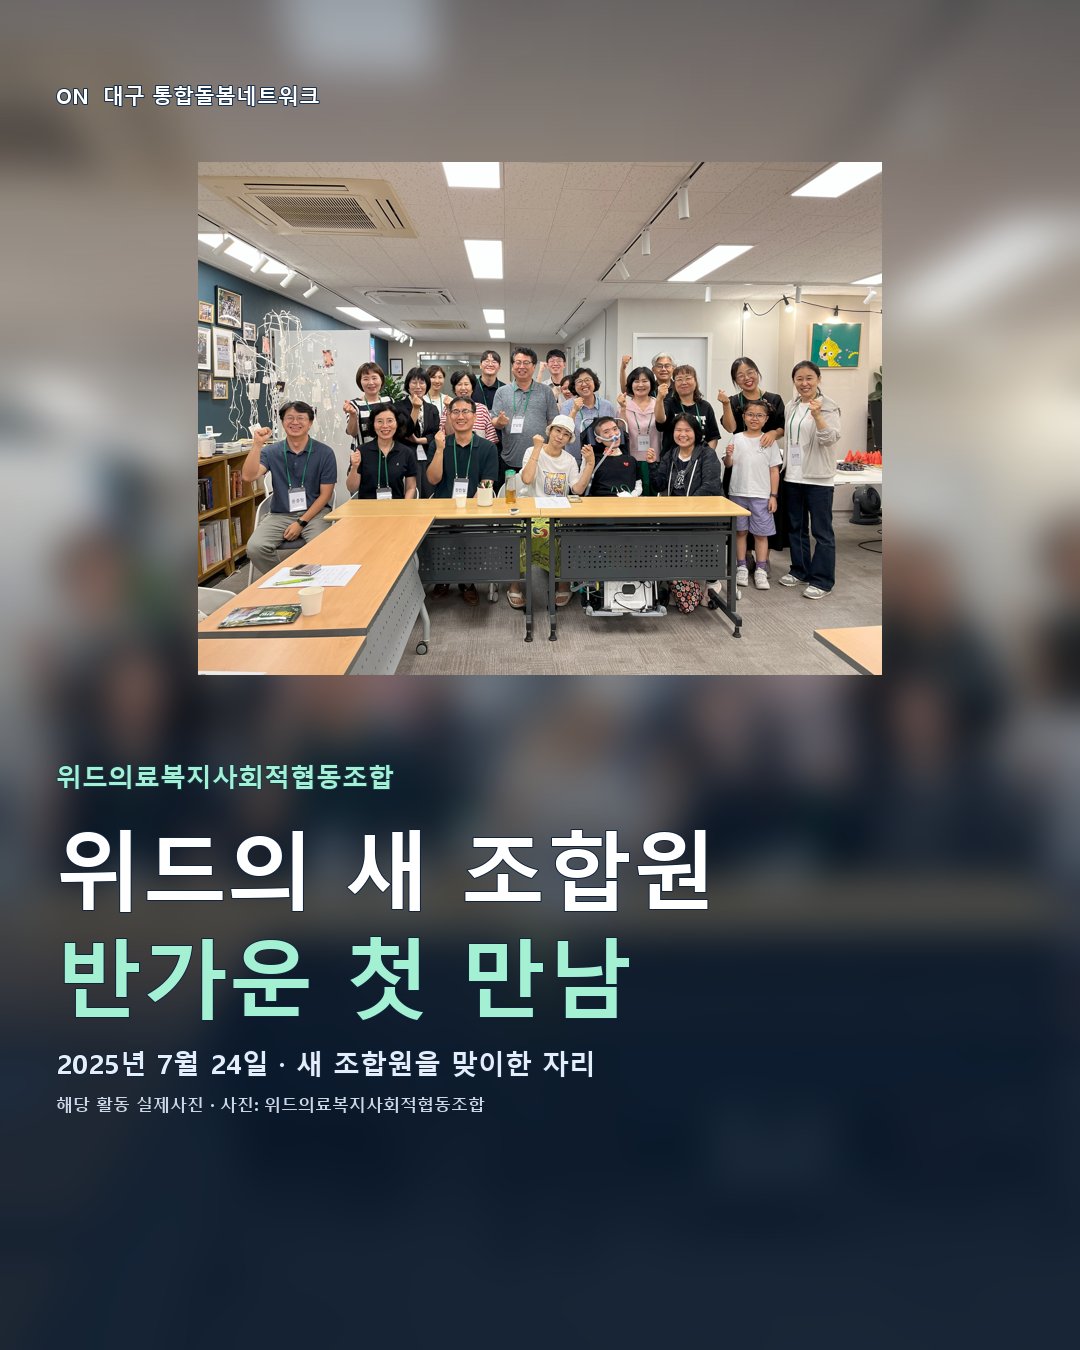 ON 대구 통합돌봄네트워크
위드의료복지사회적협동조합
위드의 새 조합원
반가운 첫 만남
2025년 7월 24일 · 새 조합원을 맞이한 자리
해당 활동 실제사진 · 사진: 위드의료복지사회적협동조합